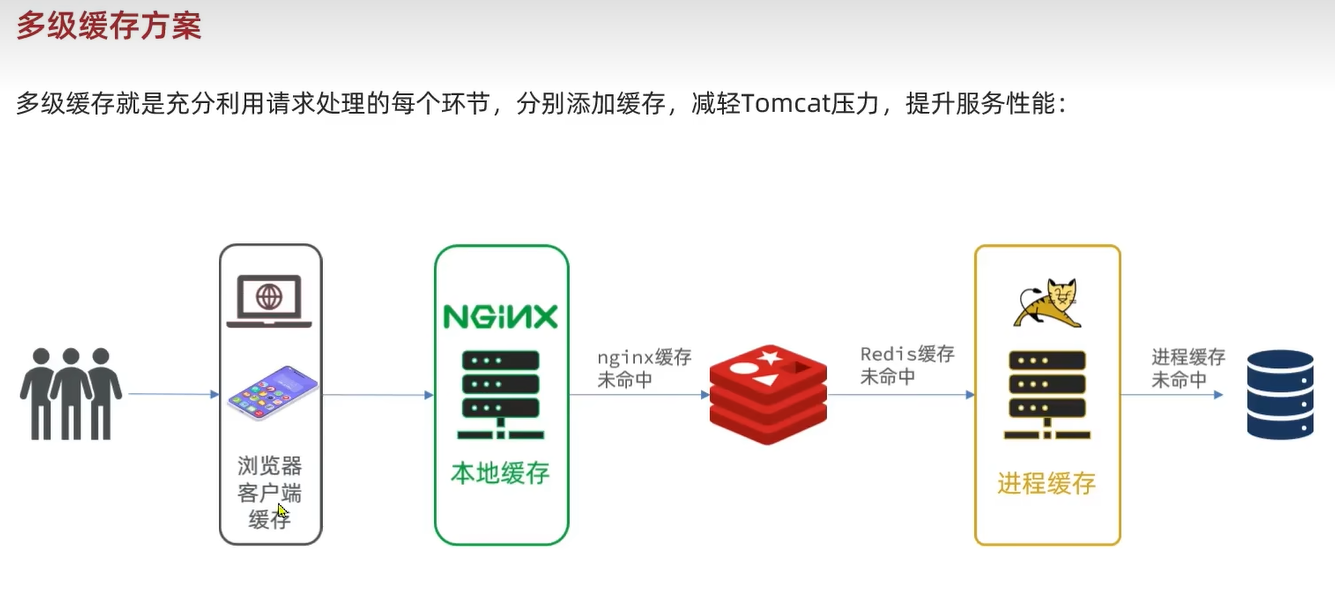 多级缓存方案
多级缓存就是充分利用请求处理的每个环节，分别添加缓存，减轻Tomcat压力，提升服务性能：
浏览器
客户端
缓存
NGINX
本地缓存
nginx缓存
未命中
Redis缓存
未命中
进程缓存
进程缓存
未命中